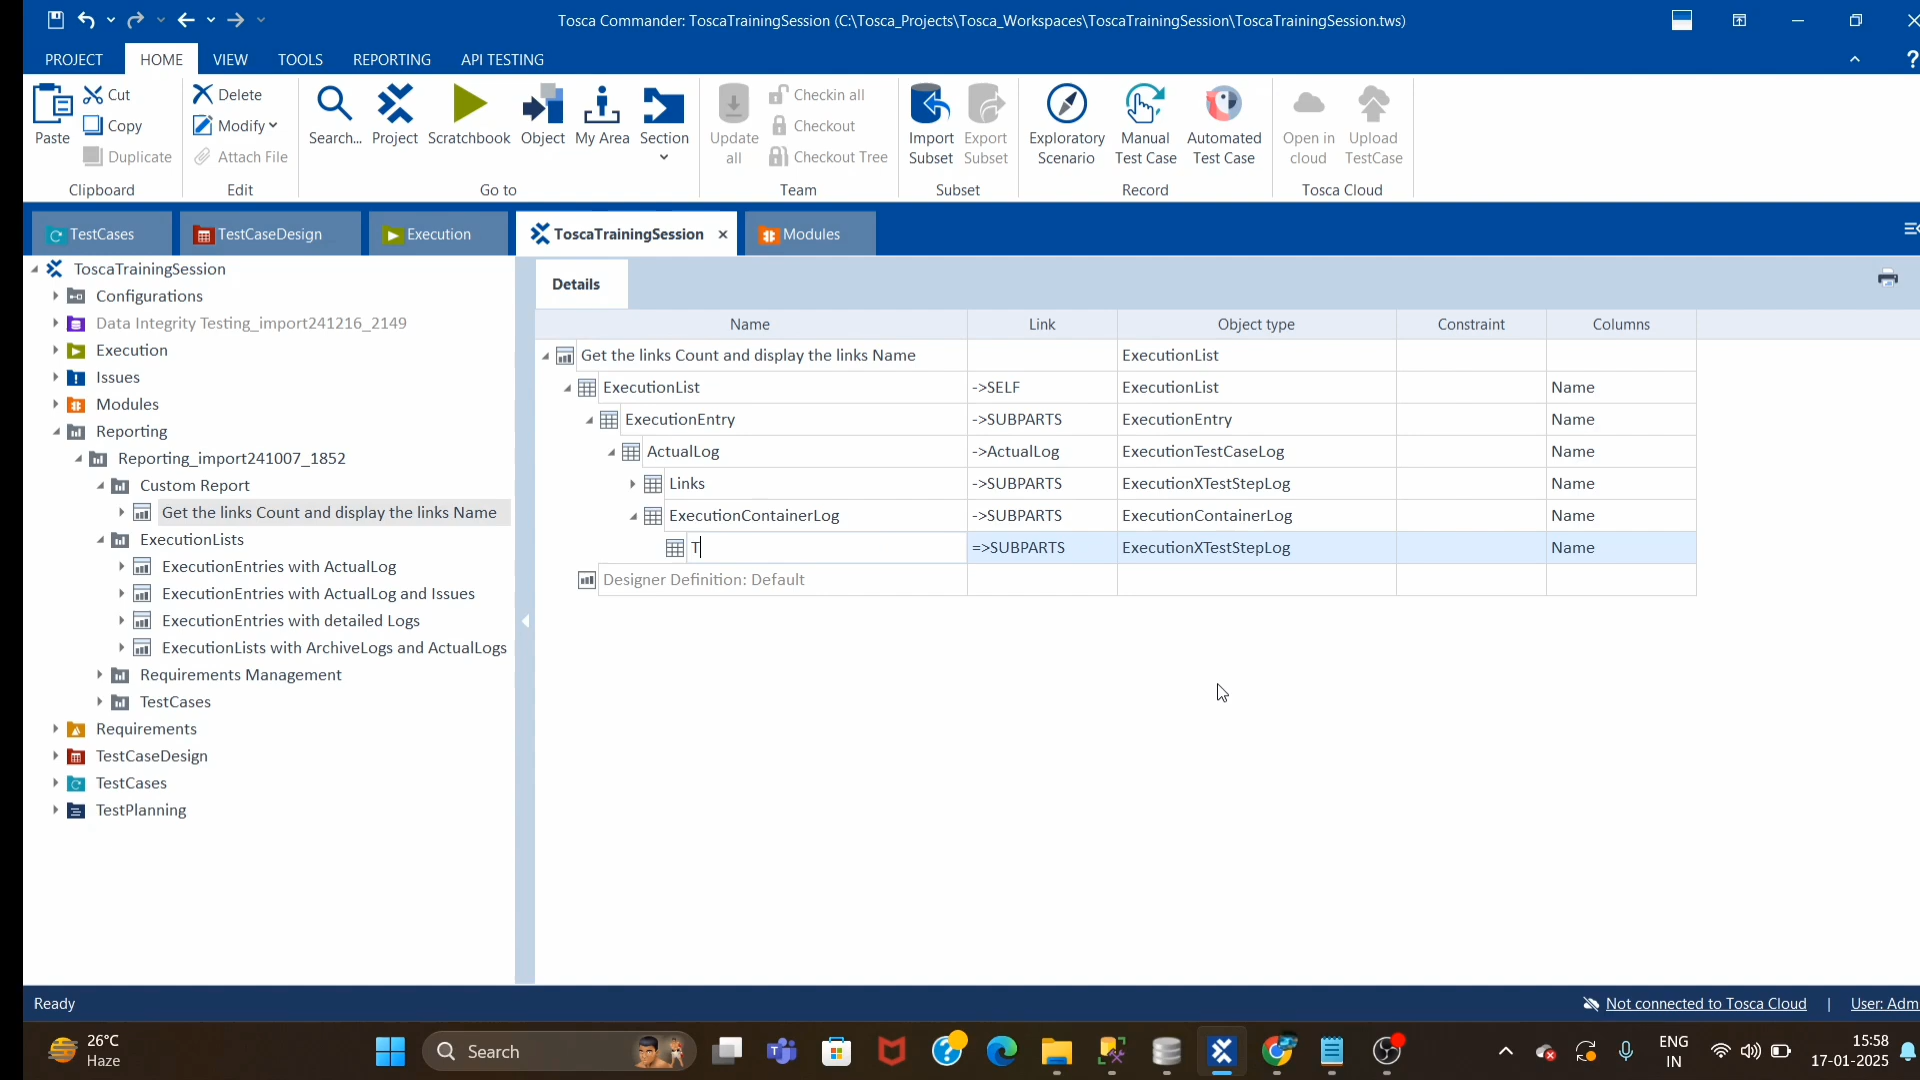 Tosca Commander: ToscaTrainingSession (C:\Tosca_Projects\Tosca_Workspaces\ToscaTrainingSession\ToscaTrainingSession.tws)
PROJECT HOME VIEW TOOLS REPORTING API TESTING
Paste Cut Copy Duplicate
Clipboard
Delete Modify Attach File
Edit
Search... Project Scratchbook Object My Area Section
Go to
Update all Checkin all Checkout Checkout Tree
Team
Import Subset Export Subset
Subset
Exploratory Scenario Manual Test Case Automated Test Case
Record
Open in cloud Upload TestCase
Tosca Cloud
TestCases TestCaseDesign Execution ToscaTrainingSession Modules
ToscaTrainingSession
Configurations
Data Integrity Testing_import241216_2149
Execution
Issues
Modules
Reporting
Reporting_import241007_1852
Custom Report
Get the links Count and display the links Name
ExecutionLists
ExecutionEntries with ActualLog
ExecutionEntries with ActualLog and Issues
ExecutionEntries with detailed Logs
ExecutionLists with ArchiveLogs and ActualLogs
Requirements Management
TestCases
Requirements
TestCaseDesign
TestCases
TestPlanning
Details
Name Link Object type Constraint Columns
Get the links Count and display the links Name ExecutionList
ExecutionList ->SELF ExecutionList Name
ExecutionEntry ->SUBPARTS ExecutionEntry Name
ActualLog ->ActualLog ExecutionTestCaseLog Name
Links ->SUBPARTS ExecutionXTestStepLog Name
ExecutionContainerLog ->SUBPARTS ExecutionContainerLog Name
T =>SUBPARTS ExecutionXTestStepLog Name
Designer Definition: Default
Ready Not connected to Tosca Cloud | User: Adm
26°C
Haze
Search
ENG
IN
15:58
17-01-2025